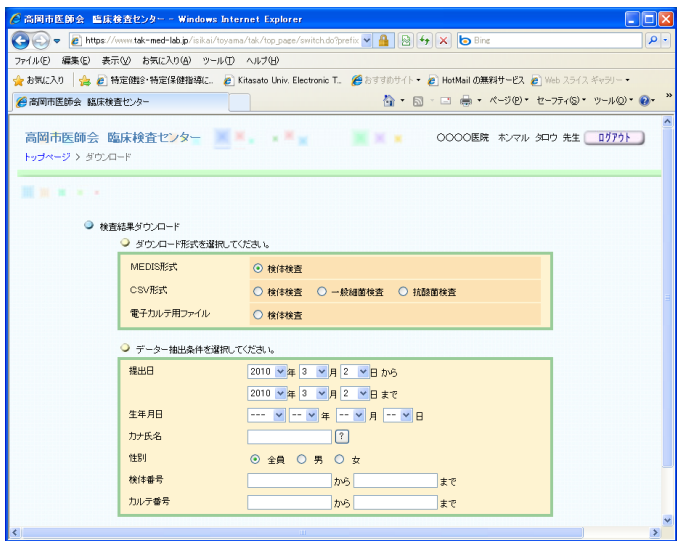 高岡市医師会 臨床検査センター - Windows Internet Explorer
https://www.tak-med-lab.jp/isikai/toyama/tak/top_page/switch.do?prefix
Bing
ファイル(F) 編集(E) 表示(V) お気に入り(A) ツール(T) ヘルプ(H)
お気に入り 特定健診・特定保健指導に.. Kitasato Univ. Electronic T.. おすすめサイト HotMail の無料サービス Web スライス ギャラリー
高岡市医師会 臨床検査センター
ページ(P) セーフティ(S) ツール(O)
高岡市医師会 臨床検査センター
OOOO医院 ホンマル タロウ 先生 ログアウト
トップページ > ダウンロード
検査結果ダウンロード
ダウンロード形式を選択してください。
MEDIS形式 検体検査
CSV形式 検体検査 一般細菌検査 抗酸菌検査
電子カルテ用ファイル 検体検査
データー抽出条件を選択してください。
提出日 2010 年 3 月 2 日 から
2010 年 3 月 2 日 まで
生年月日 --- -- 年 -- 月 -- 日
カナ氏名 ?
性別 全員 男 女
検体番号 から まで
カルテ番号 から まで